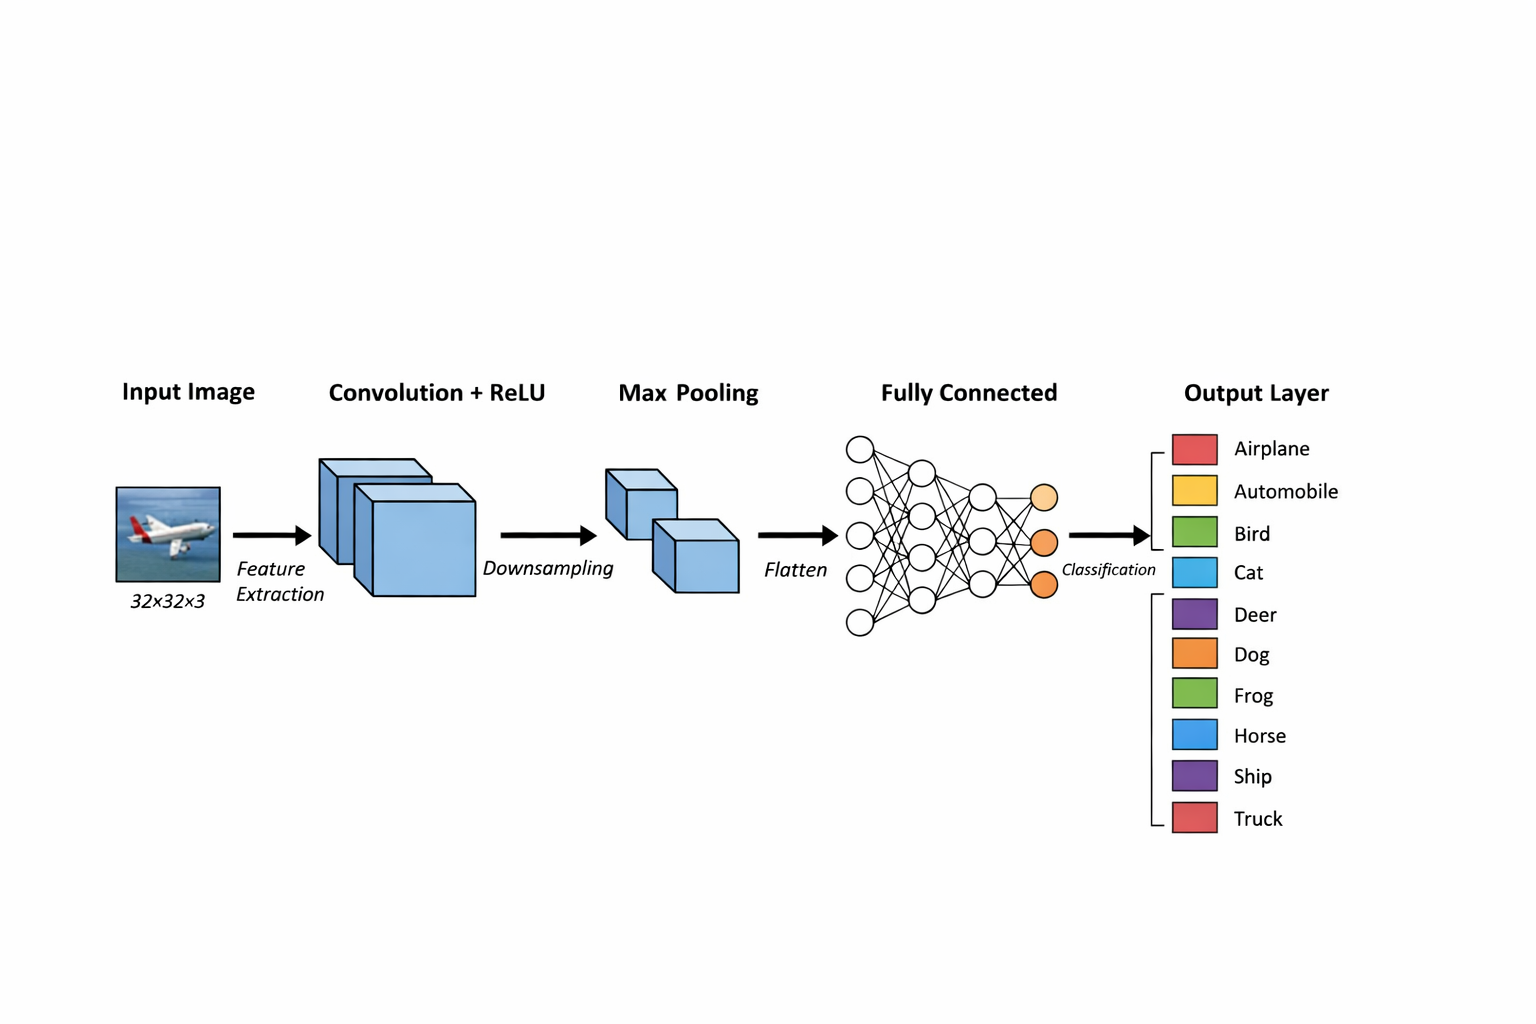 Input Image
Convolution + ReLU
Max Pooling
Fully Connected
Output Layer
32×32×3
Feature
Extraction
Downsampling
Flatten
Classification
Airplane
Automobile
Bird
Cat
Deer
Dog
Frog
Horse
Ship
Truck